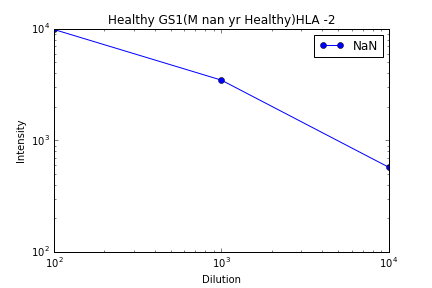 Healthy GS1(M nan yr Healthy)HLA -2
NaN
10^4
10^3
10^2
Intensity
10^2 10^3 10^4
Dilution